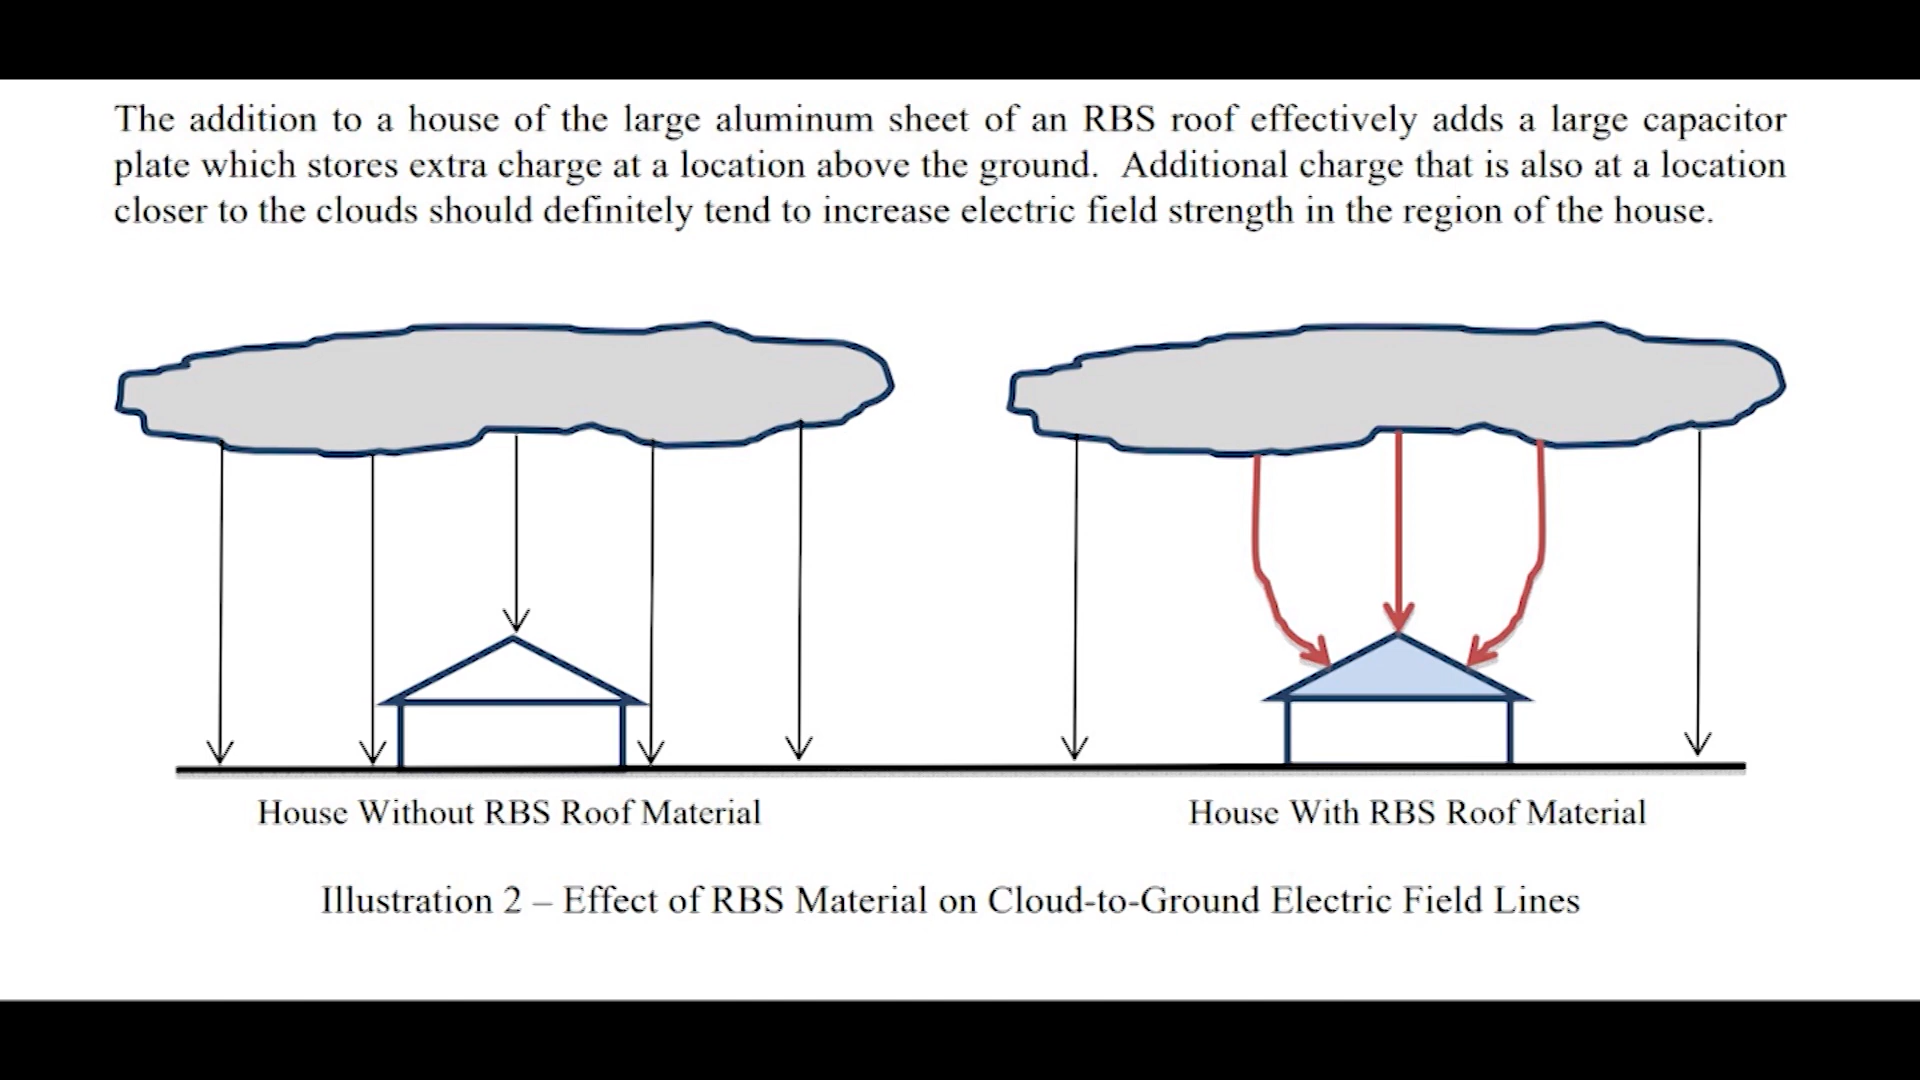 The addition to a house of the large aluminum sheet of an RBS roof effectively adds a large capacitor
plate which stores extra charge at a location above the ground. Additional charge that is also at a location
closer to the clouds should definitely tend to increase electric field strength in the region of the house.
House Without RBS Roof Material
House With RBS Roof Material
Illustration 2 – Effect of RBS Material on Cloud-to-Ground Electric Field Lines